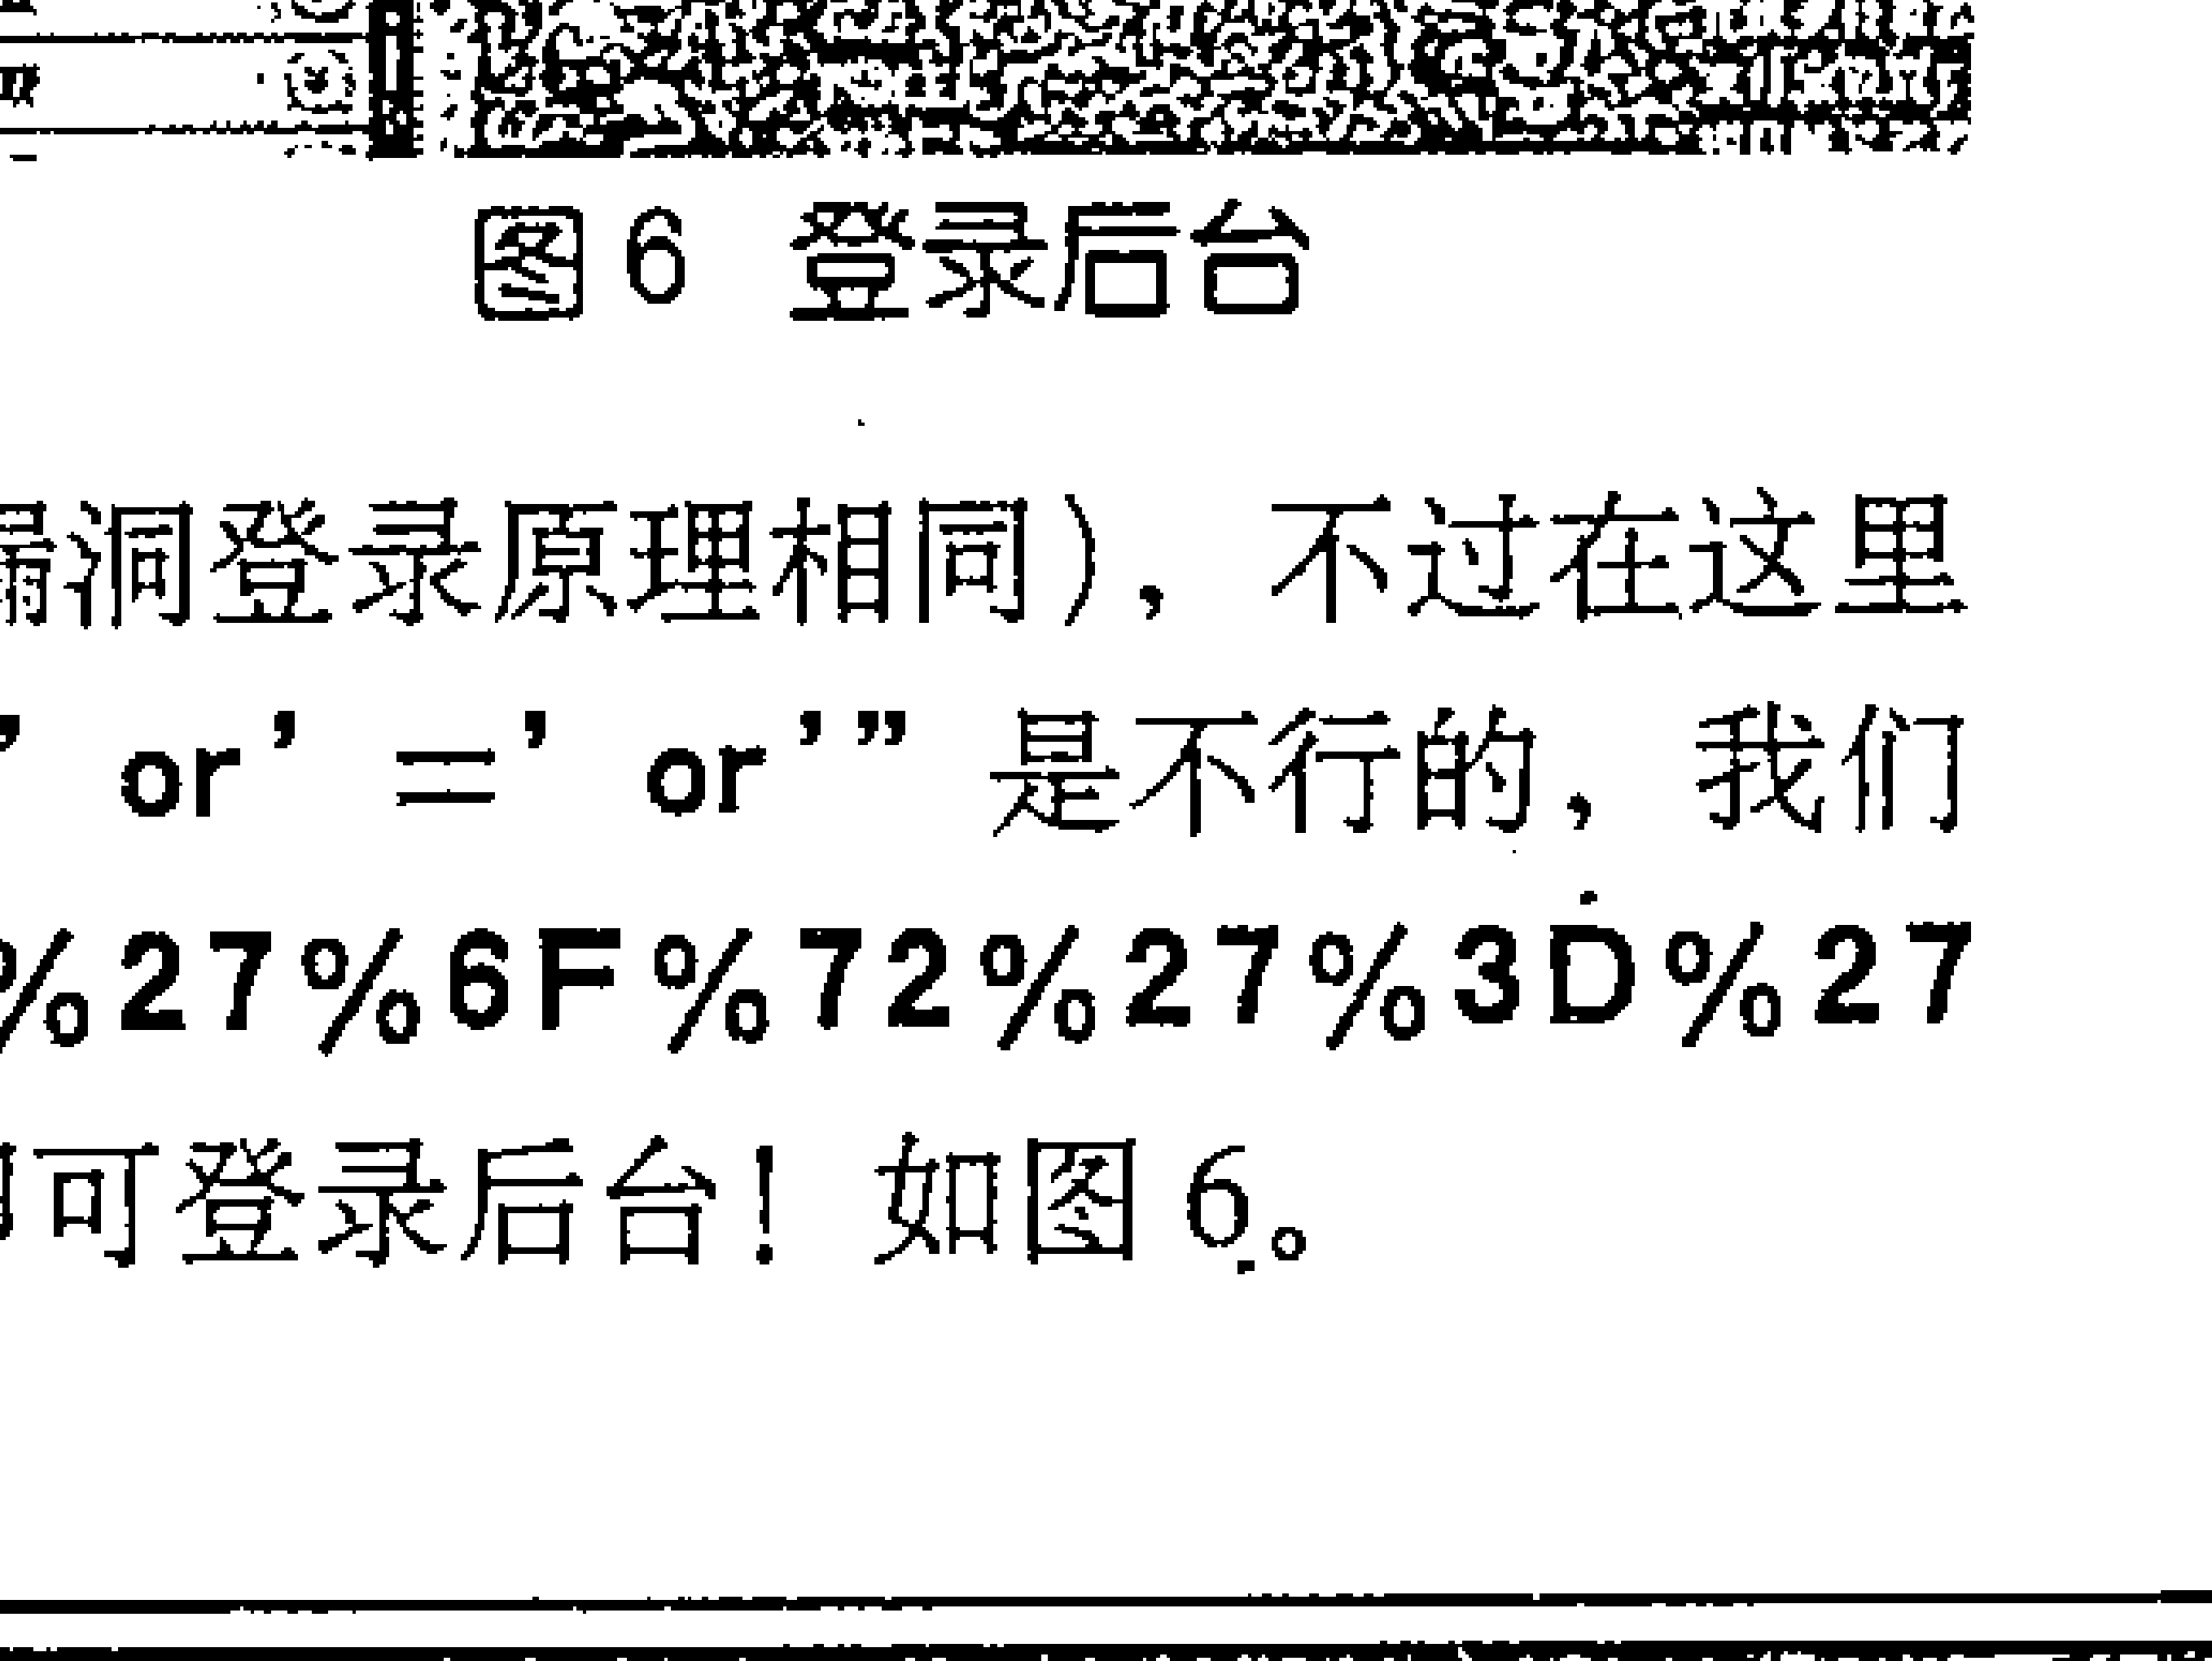 图 6 登录后台
漏洞登录原理相同），不过在这里
’ or’ =’ or’” 是不行的，我们
%27%6F%72%27%3D%27
可登录后台！如图 6。